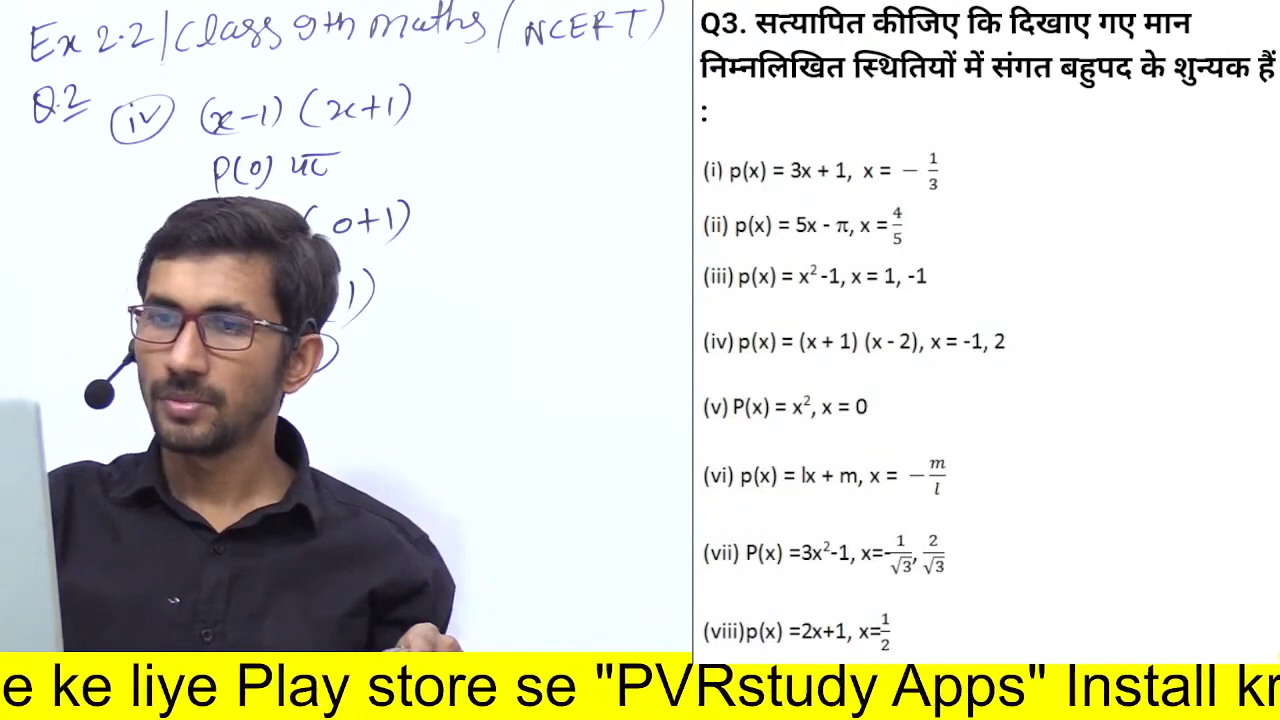 Ex 2.2 / Class 9th Maths / (NCERT)
Q.2 (iv) (x-1) (x+1)
P(0) पर
( 0+1)
1)
)
Q3. सत्यापित कीजिए कि दिखाए गए मान
निम्नलिखित स्थितियों में संगत बहुपद के शुन्यक हैं
:
(i) p(x) = 3x + 1, x = - 1/3
(ii) p(x) = 5x - π, x = 4/5
(iii) p(x) = x² -1, x = 1, -1
(iv) p(x) = (x + 1) (x - 2), x = -1, 2
(v) P(x) = x², x = 0
(vi) p(x) = lx + m, x = - m/l
(vii) P(x) =3x²-1, x=-1/√3, 2/√3
(viii)p(x) =2x+1, x=1/2
e ke liye Play store se "PVRstudy Apps" Install kr